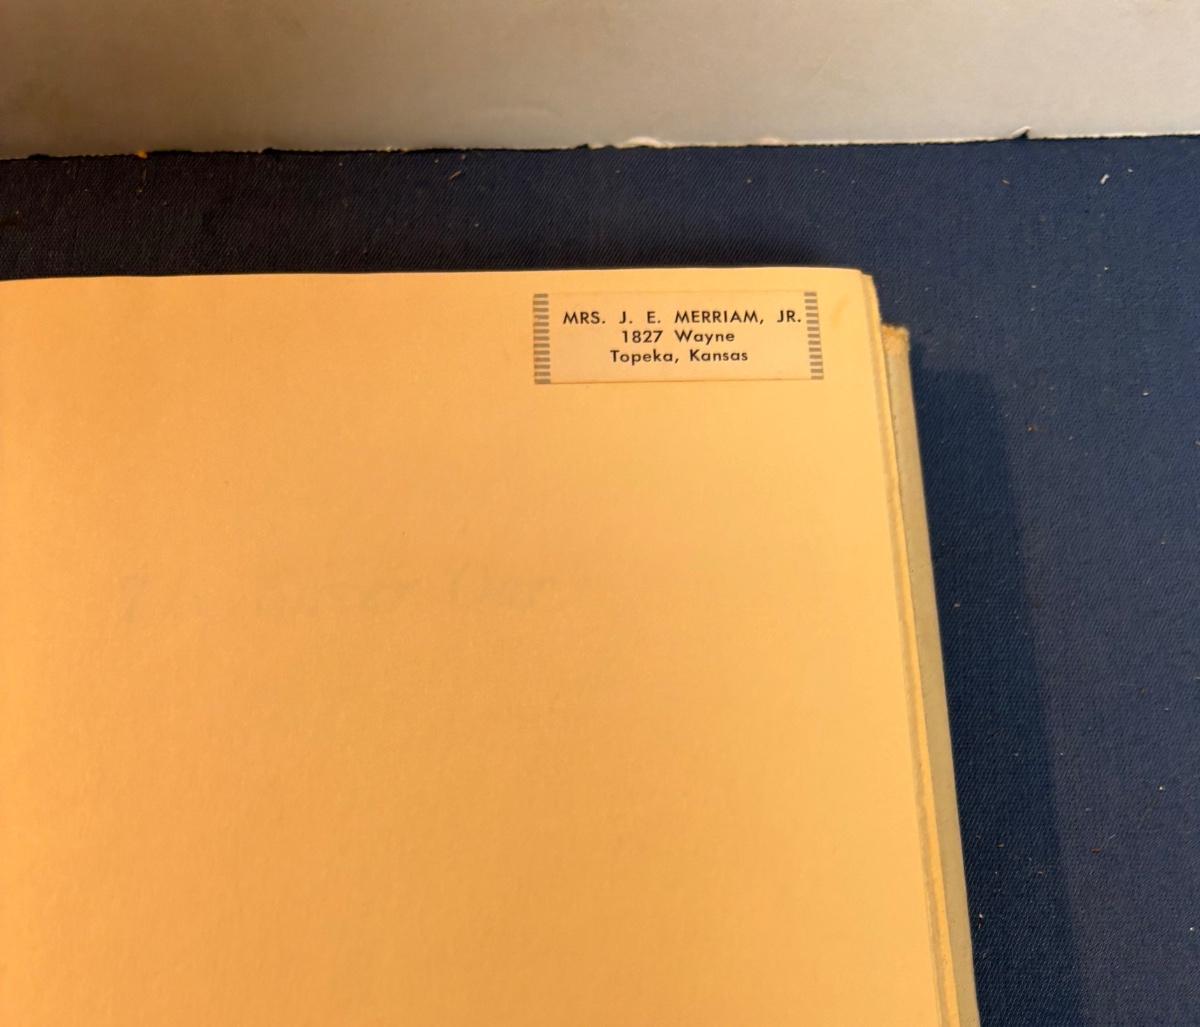 MRS. J. E. MERRIAM, JR.
1827 Wayne
Topeka, Kansas